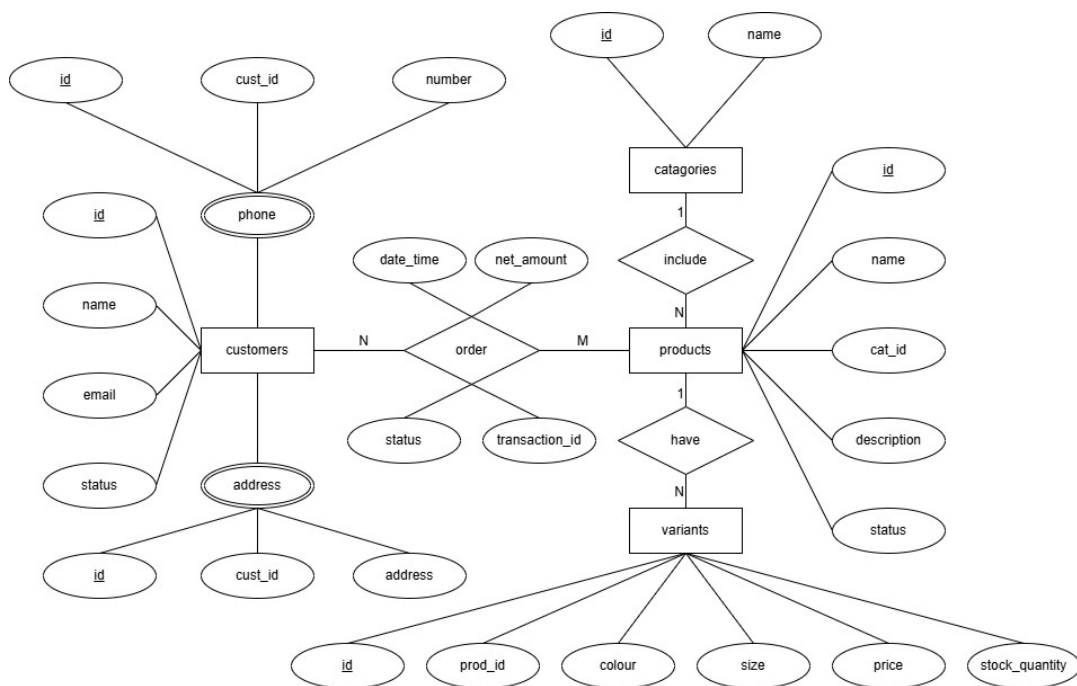 id
name
id
cust_id
number
catagories
id
phone
id
1
include
date_time
net_amount
name
name
N
customers
N
order
M
products
cat_id
1
email
status
transaction_id
have
description
status
address
N
variants
status
id
cust_id
address
id
prod_id
colour
size
price
stock_quantity